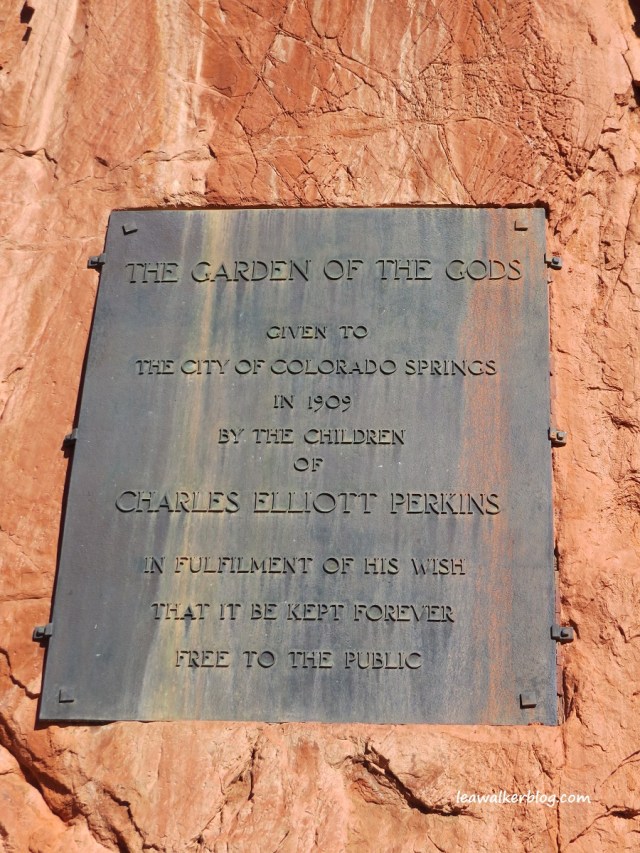 THE GARDEN OF THE GODS
GIVEN TO
THE CITY OF COLORADO SPRINGS
IN 1909
BY THE CHILDREN
OF
CHARLES ELLIOTT PERKINS
IN FULFILMENT OF HIS WISH
THAT IT BE KEPT FOREVER
FREE TO THE PUBLIC
leawalkerblog.com